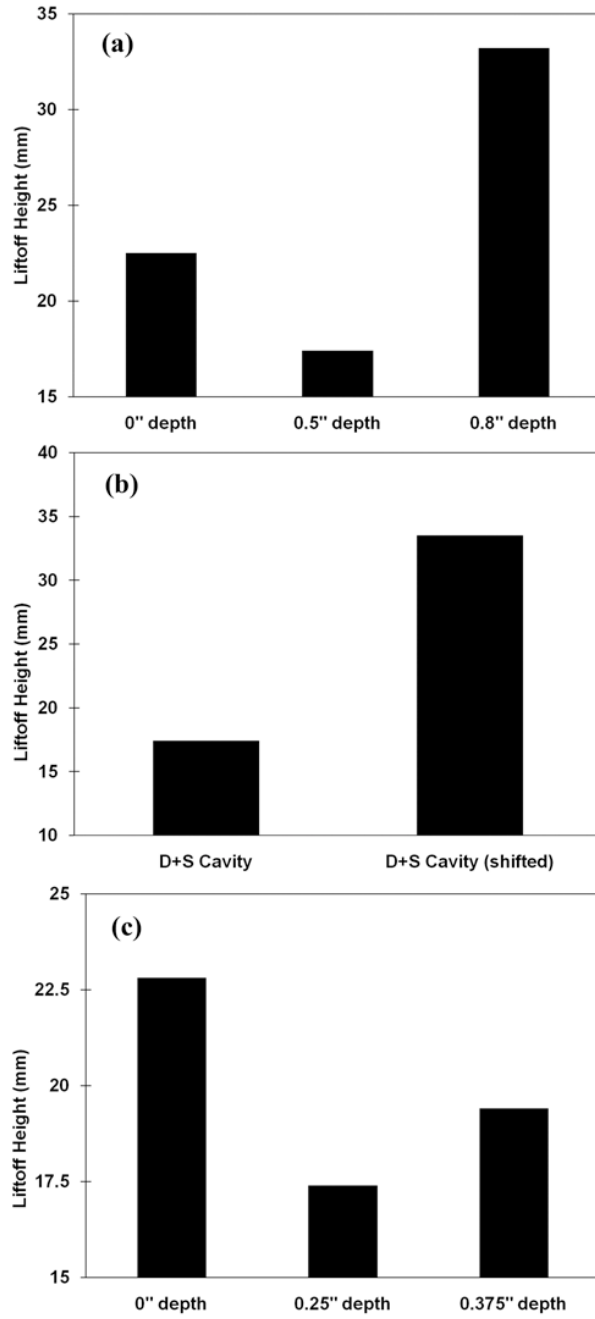 (a)
Liftoff Height (mm)
35
30
25
20
15
0" depth 0.5" depth 0.8" depth
(b)
Liftoff Height (mm)
40
35
30
25
20
15
10
D+S Cavity D+S Cavity (shifted)
(c)
Liftoff Height (mm)
25
22.5
20
17.5
15
0" depth 0.25" depth 0.375" depth